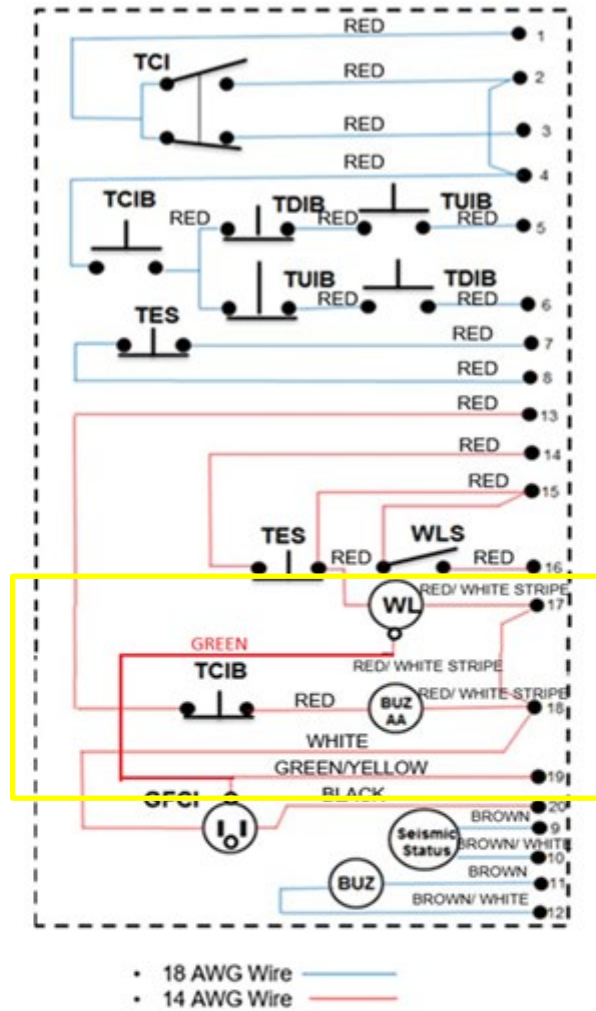 RED
1
TCI
RED
2
RED
3
RED
4
TCIB
RED
TDIB
RED
TUIB
RED
5
TUIB
RED
TDIB
RED
6
TES
RED
7
RED
8
RED
13
RED
14
RED
15
TES
RED
WLS
RED
16
WL
RED/ WHITE STRIPE
17
GREEN
RED/ WHITE STRIPE
TCIB
RED
BUZ
AA
RED/ WHITE STRIPE
18
WHITE
GREEN/YELLOW
19
GFCI
BLACK
20
Seismic
Status
BROWN
9
BROWN/ WHITE
10
BUZ
BROWN
11
BROWN/ WHITE
12
• 18 AWG Wire
• 14 AWG Wire